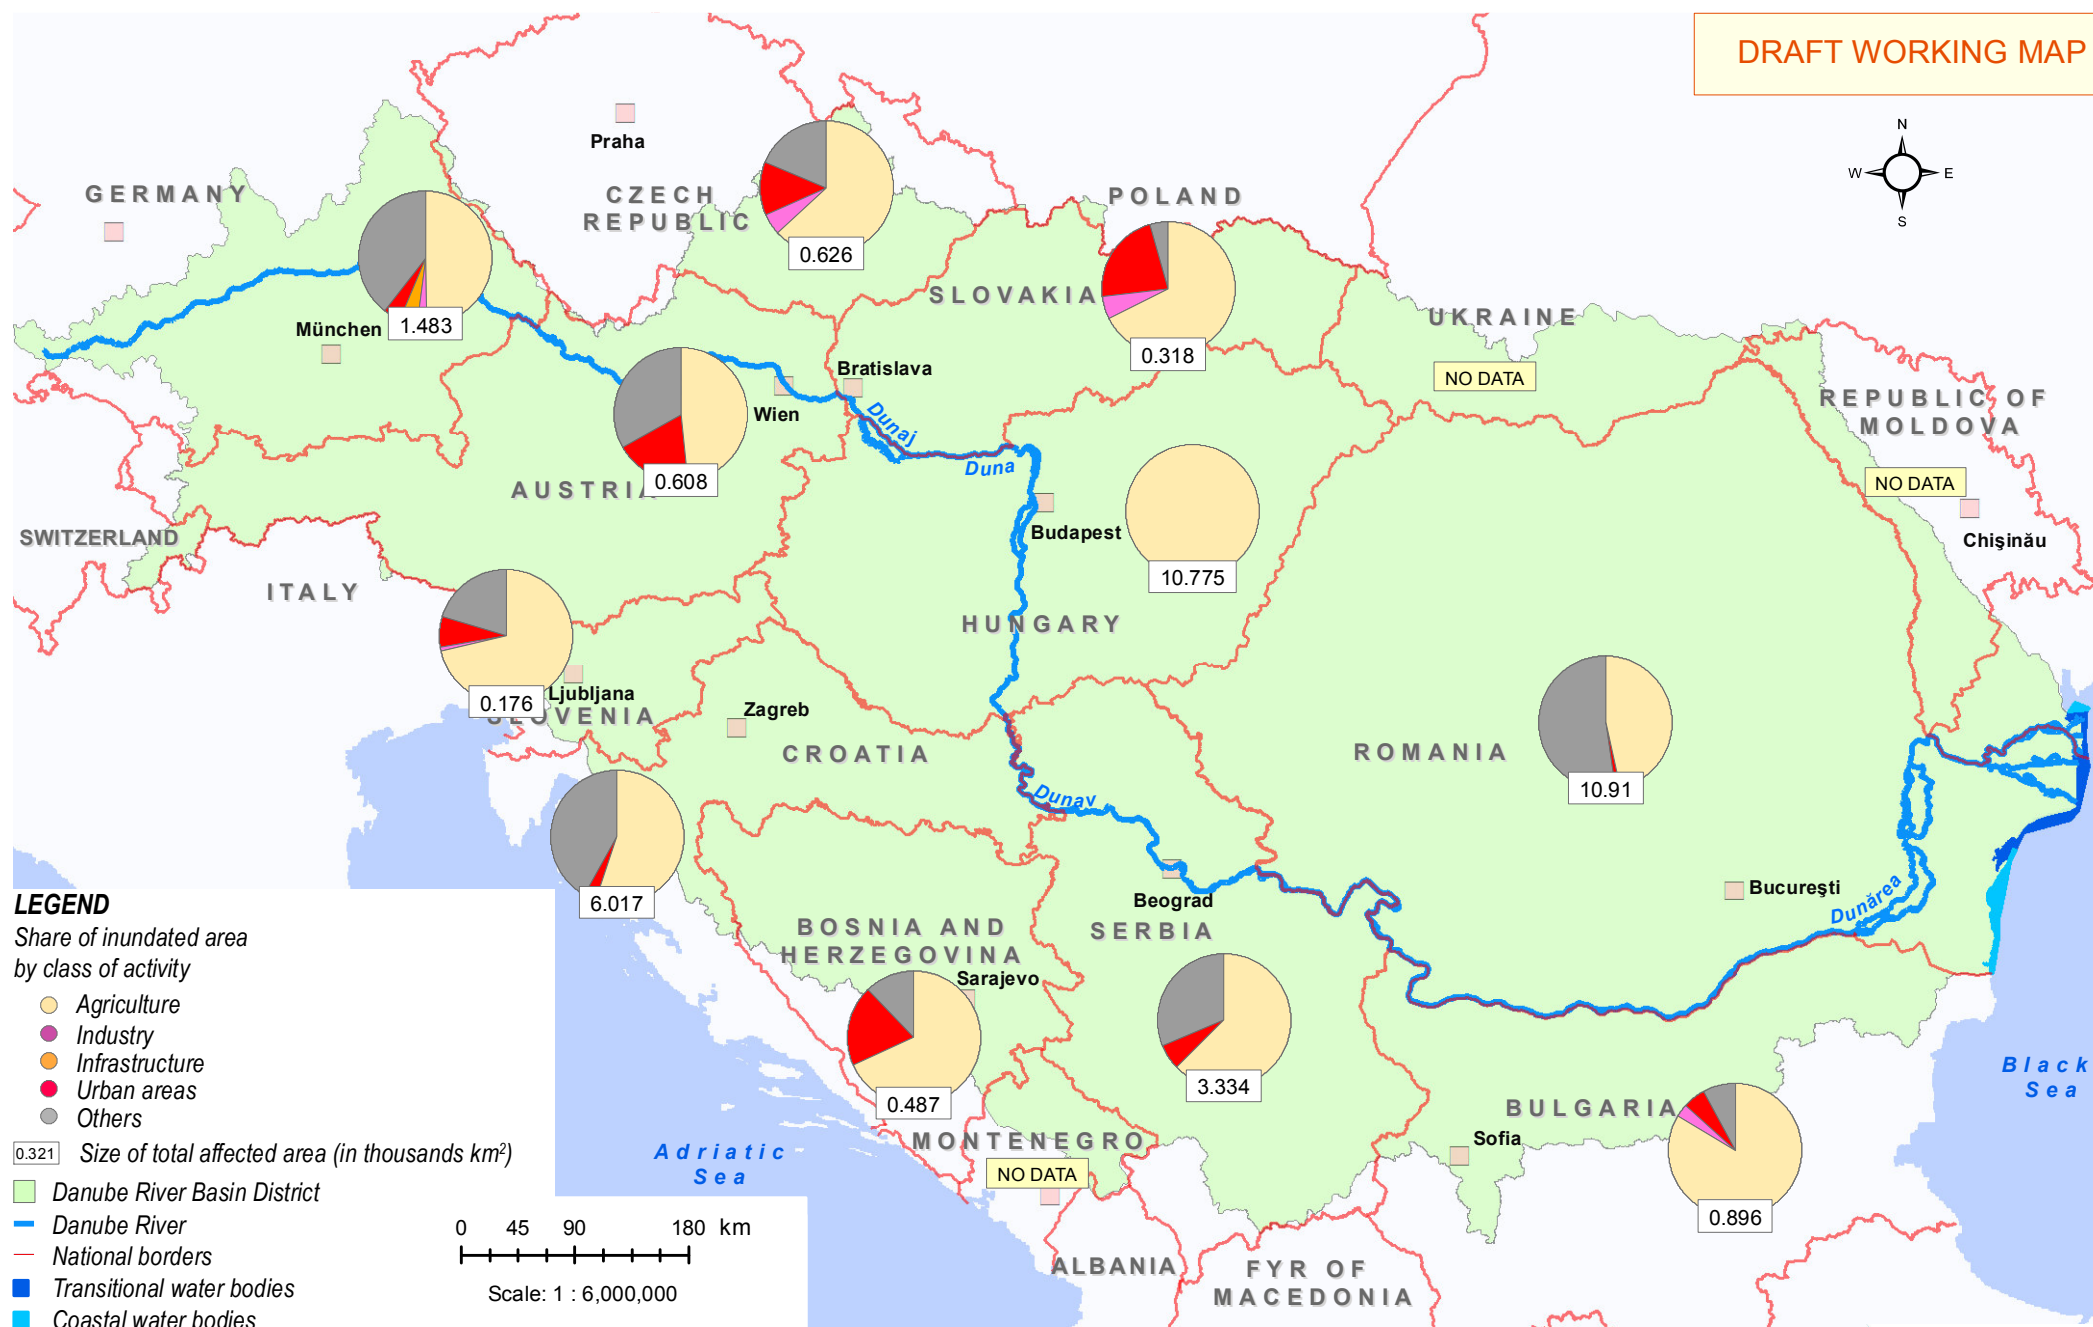 DRAFT WORKING MAP
N
W
E
S
Praha
GERMANY
CZECH
REPUBLIC
POLAND
0.626
SLOVAKIA
UKRAINE
München
1.483
0.318
NO DATA
Bratislava
Wien
REPUBLIC OF
MOLDOVA
Dunaj
Duna
0.608
AUSTRIA
NO DATA
Budapest
SWITZERLAND
Chişinău
10.775
ITALY
HUNGARY
0.176
Ljubljana
SLOVENIA
Zagreb
CROATIA
ROMANIA
10.91
Dunav
6.017
Beograd
Bucureşti
Dunărea
BOSNIA AND
HERZEGOVINA
SERBIA
Sarajevo
0.487
3.334
Black
Sea
BULGARIA
Sofia
MONTENEGRO
NO DATA
Adriatic
Sea
0.896
ALBANIA
FYR OF
MACEDONIA
LEGEND
Share of inundated area
by class of activity
Agriculture
Industry
Infrastructure
Urban areas
Others
0.321 Size of total affected area (in thousands km²)
Danube River Basin District
Danube River
National borders
Transitional water bodies
Coastal water bodies
0 45 90 180 km
Scale: 1 : 6,000,000